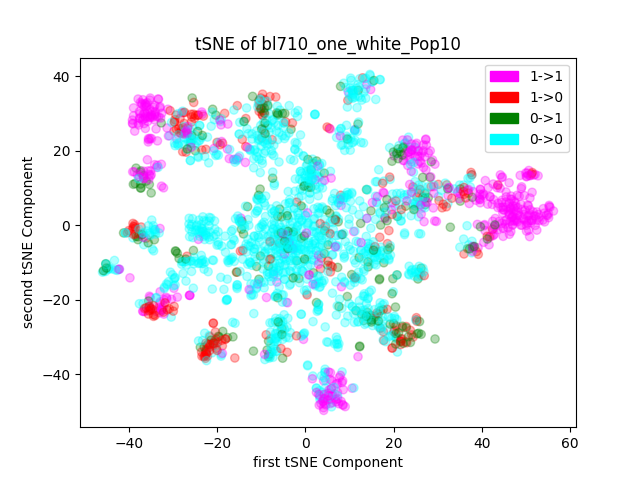 tSNE of bl710_one_white_Pop10
1->1
1->0
0->1
0->0
second tSNE Component
40
20
0
−20
−40
−40 −20 0 20 40 60
first tSNE Component